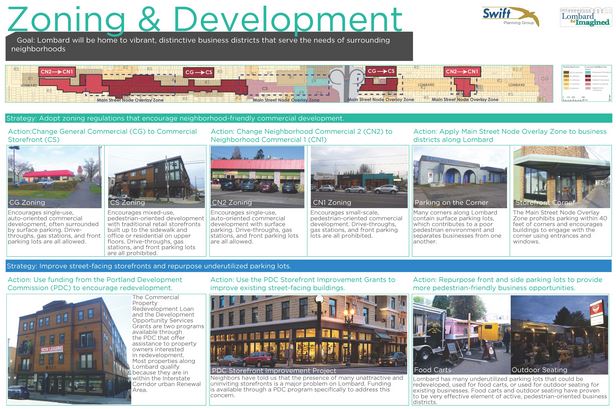 Zoning & Development
Swift
Planning Group
Lombard
Re-Imagined
Goal: Lombard will be home to vibrant, distinctive business districts that serve the needs of surrounding
neighborhoods
CN2 → CN1
CG → CS
CG → CS
CN2 → CN1
LOMBARD
Main Street Node Overlay Zone
Main Street Node Overlay Zone
Main Street Node Overlay Zone
Strategy: Adopt zoning regulations that encourage neighborhood-friendly commercial development.
Action:Change General Commercial (CG) to Commercial
Storefront (CS)
CG Zoning
Encourages single-use,
auto-oriented commercial
development, often surrounded
by surface parking. Drive-
throughs, gas stations, and front
parking lots are all allowed.
CS Zoning
Encourages mixed-use,
pedestrian-oriented development
with traditional retail storefronts
built up to the sidewalk and
office or residential on upper
floors. Drive-throughs, gas
stations, and front parking lots
are all prohibited.
Action: Change Neighborhood Commercial 2 (CN2) to
Neighborhood Commercial 1 (CN1)
CN2 Zoning
Encourages single-use,
auto-oriented commercial
development with surface
parking. Drive-throughs,
gas stations, and front
parking lots are all allowed.
CN1 Zoning
Encourages small-scale,
pedestrian-oriented commercial
development. Drive-throughs,
gas stations, and front parking
lots are all prohibited.
Action: Apply Main Street Node Overlay Zone to business
districts along Lombard
Parking on the Corner
Many corners along Lombard
contain surface parking lots,
which contributes to a poor
pedestrian environment and
separates businesses from one
another.
Storefront Corner
The Main Street Node Overlay
Zone prohibits parking within 40
feet of corners and encourages
buildings to engage with the
corner using entrances and
windows.
Strategy: Improve street-facing storefronts and repurpose underutilized parking lots.
Action: Use funding from the Portland Development
Commission (PDC) to encourage redevelopment.
The Commercial
Property
Redevelopment Loan
and the Development
Opportunity Services
Grants are two programs
available through
the PDC that offer
assistance to property
owners interested
in redevelopment.
Most properties along
Lombard qualify
because they are in
within the Interstate
Corridor urban Renewal
Area.
Action: Use the PDC Storefront Improvement Grants to
improve existing street-facing buildings.
PDC Storefront Improvement Project
Neighbors have told us that the presence of many unattractive and
uninviting storefronts is a major problem on Lombard. Funding
is available through a PDC program specifically to address this
concern.
Action: Repurpose front and side parking lots to provide
more pedestrian-friendly business opportunities.
Food Carts
Outdoor Seating
Lombard has many underutilized parking lots that could be
redeveloped, used for food carts, or used for outdoor seating for
existing businesses. Food carts and outdoor seating have proven
to be very effective element of active, pedestrian-oriented business
districts.